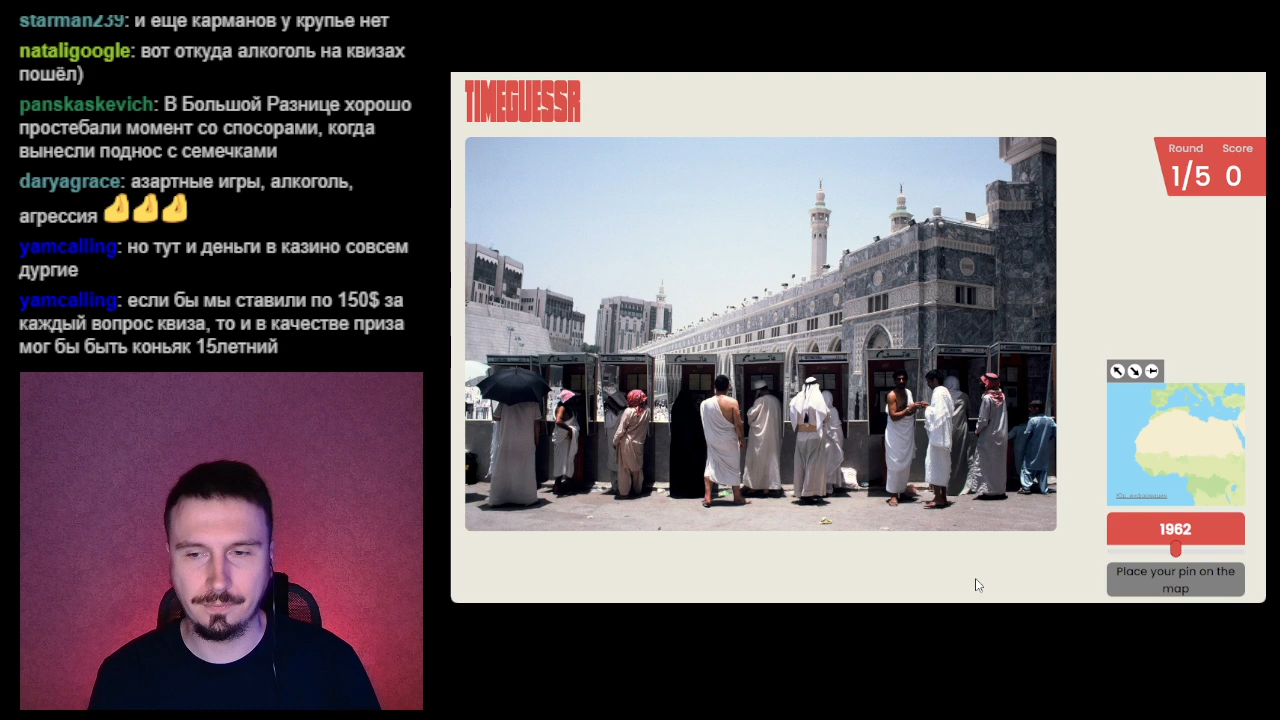 starman239: и еще карманов у крупье нет
nataligoogle: вот откуда алкоголь на квизах
пошёл)
panskaskevich: В Большой Разнице хорошо
простебали момент со спосорами, когда
вынесли поднос с семечками
daryagrace: азартные игры, алкоголь,
агрессия
yamcalling: но тут и деньги в казино совсем
дургие
yamcalling: если бы мы ставили по 150$ за
каждый вопрос квиза, то и в качестве приза
мог бы быть коньяк 15летний
TIMEGUESSR
Round Score
1/5 0
1962
Place your pin on the
map